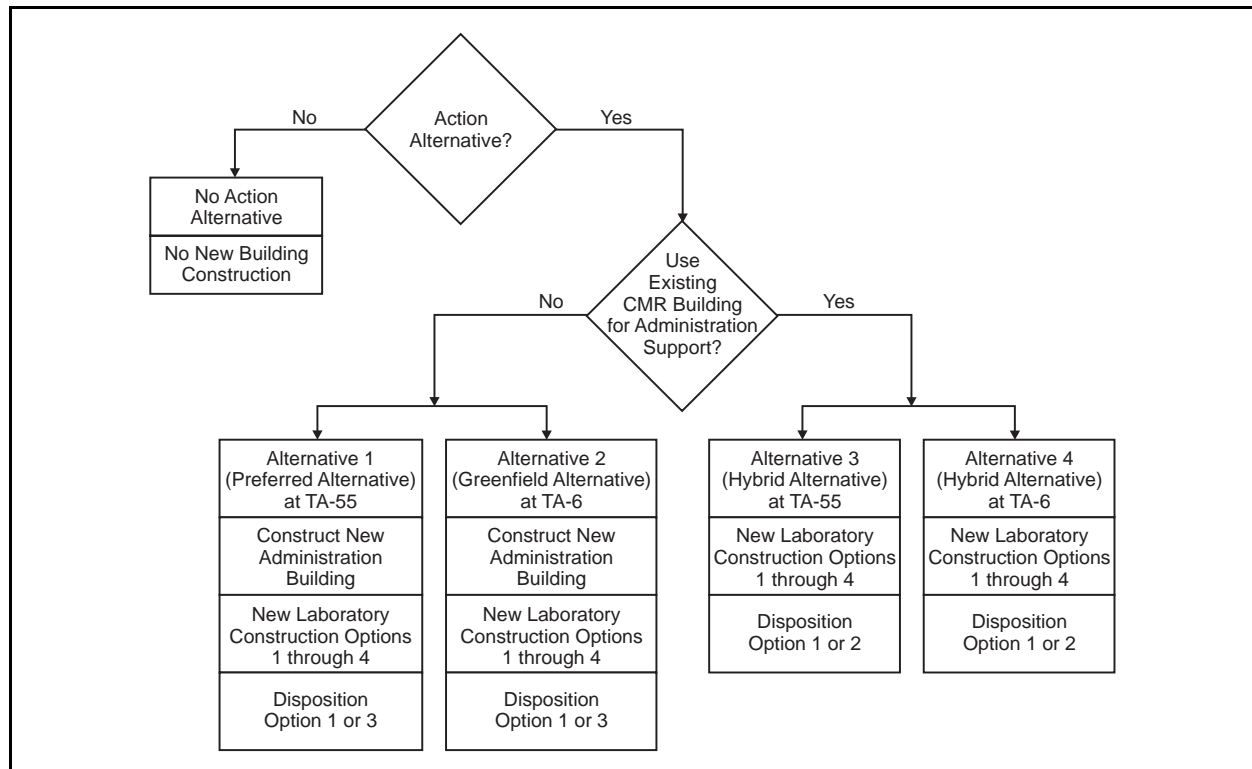 Action
Alternative?
No
Yes
No Action
Alternative
No New Building
Construction
Use
Existing
CMR Building
for Administration
Support?
No
Yes
Alternative 1
(Preferred Alternative)
at TA-55
Construct New
Administration
Building
New Laboratory
Construction Options
1 through 4
Disposition
Option 1 or 3
Alternative 2
(Greenfield Alternative)
at TA-6
Construct New
Administration
Building
New Laboratory
Construction Options
1 through 4
Disposition
Option 1 or 3
Alternative 3
(Hybrid Alternative)
at TA-55
New Laboratory
Construction Options
1 through 4
Disposition
Option 1 or 2
Alternative 4
(Hybrid Alternative)
at TA-6
New Laboratory
Construction Options
1 through 4
Disposition
Option 1 or 2